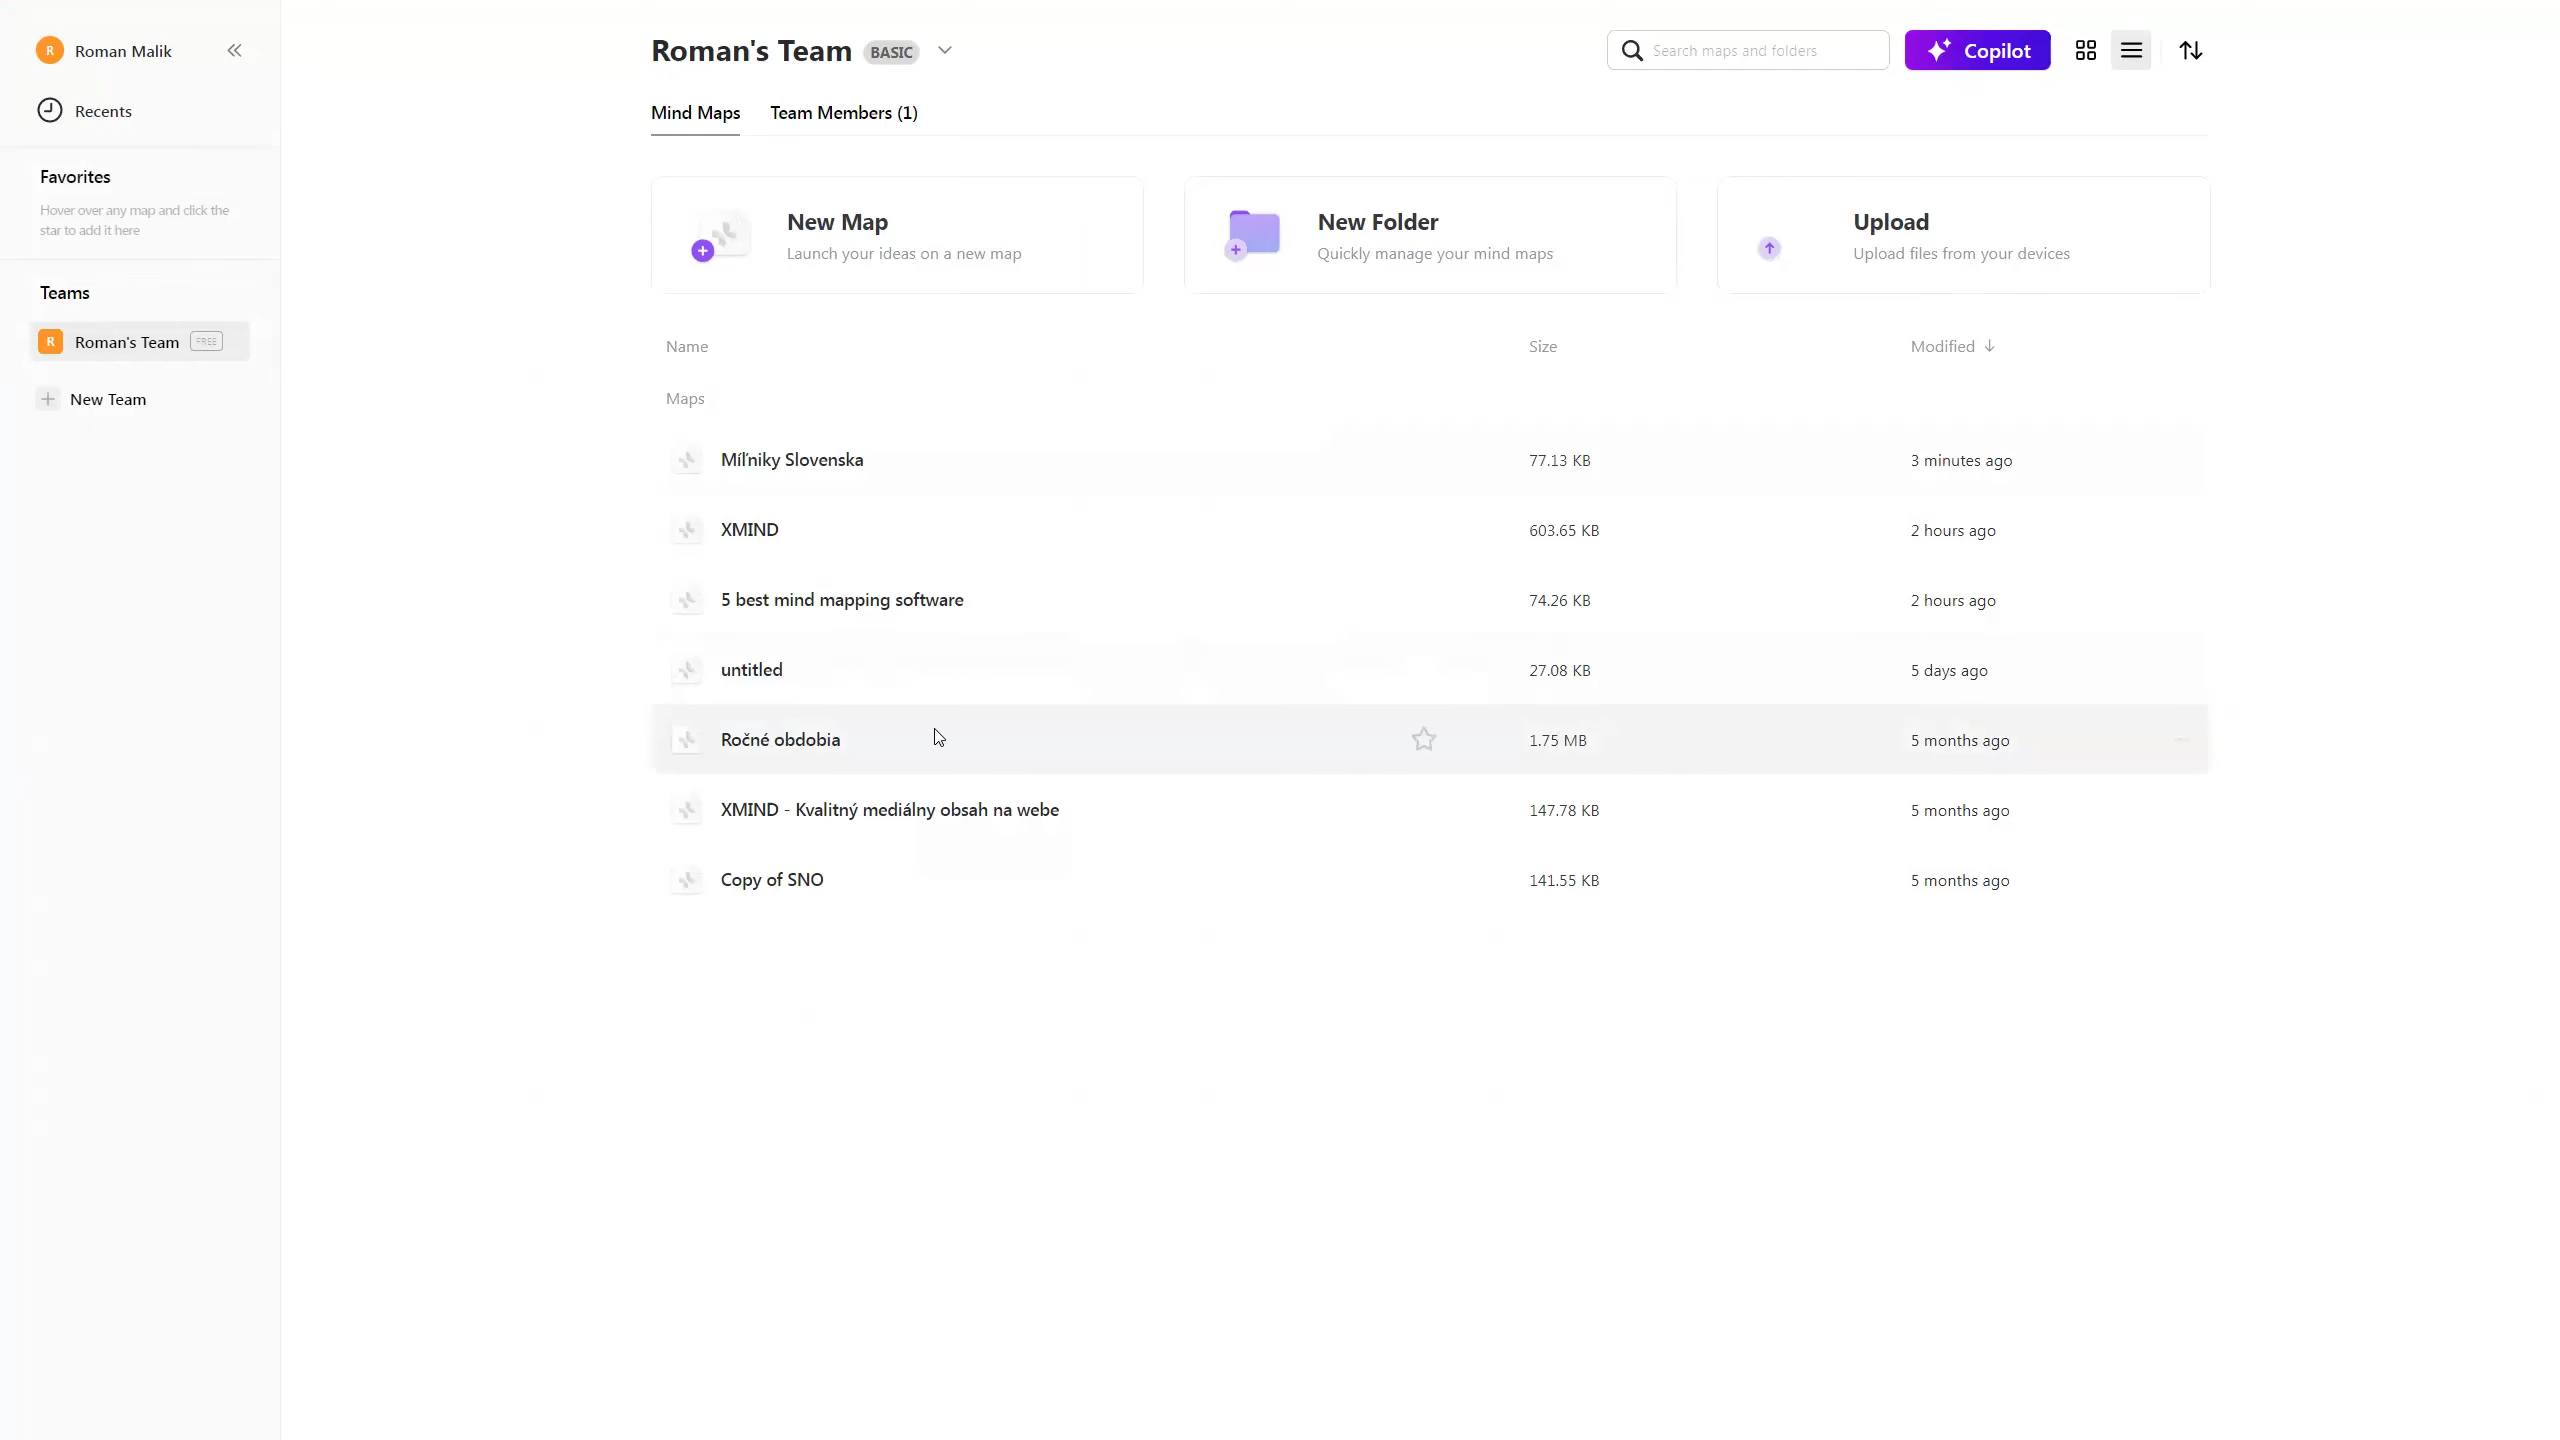 R Roman Malik
Recents
Favorites
Hover over any map and click the
star to add it here
Teams
R Roman's Team FREE
New Team
Roman's Team BASIC
Search maps and folders
Copilot
Mind Maps Team Members (1)
New Map
Launch your ideas on a new map
New Folder
Quickly manage your mind maps
Upload
Upload files from your devices
Name Size Modified
Maps
Míľniky Slovenska 77.13 KB 3 minutes ago
XMIND 603.65 KB 2 hours ago
5 best mind mapping software 74.26 KB 2 hours ago
untitled 27.08 KB 5 days ago
Ročné obdobia 1.75 MB 5 months ago
XMIND - Kvalitný mediálny obsah na webe 147.78 KB 5 months ago
Copy of SNO 141.55 KB 5 months ago